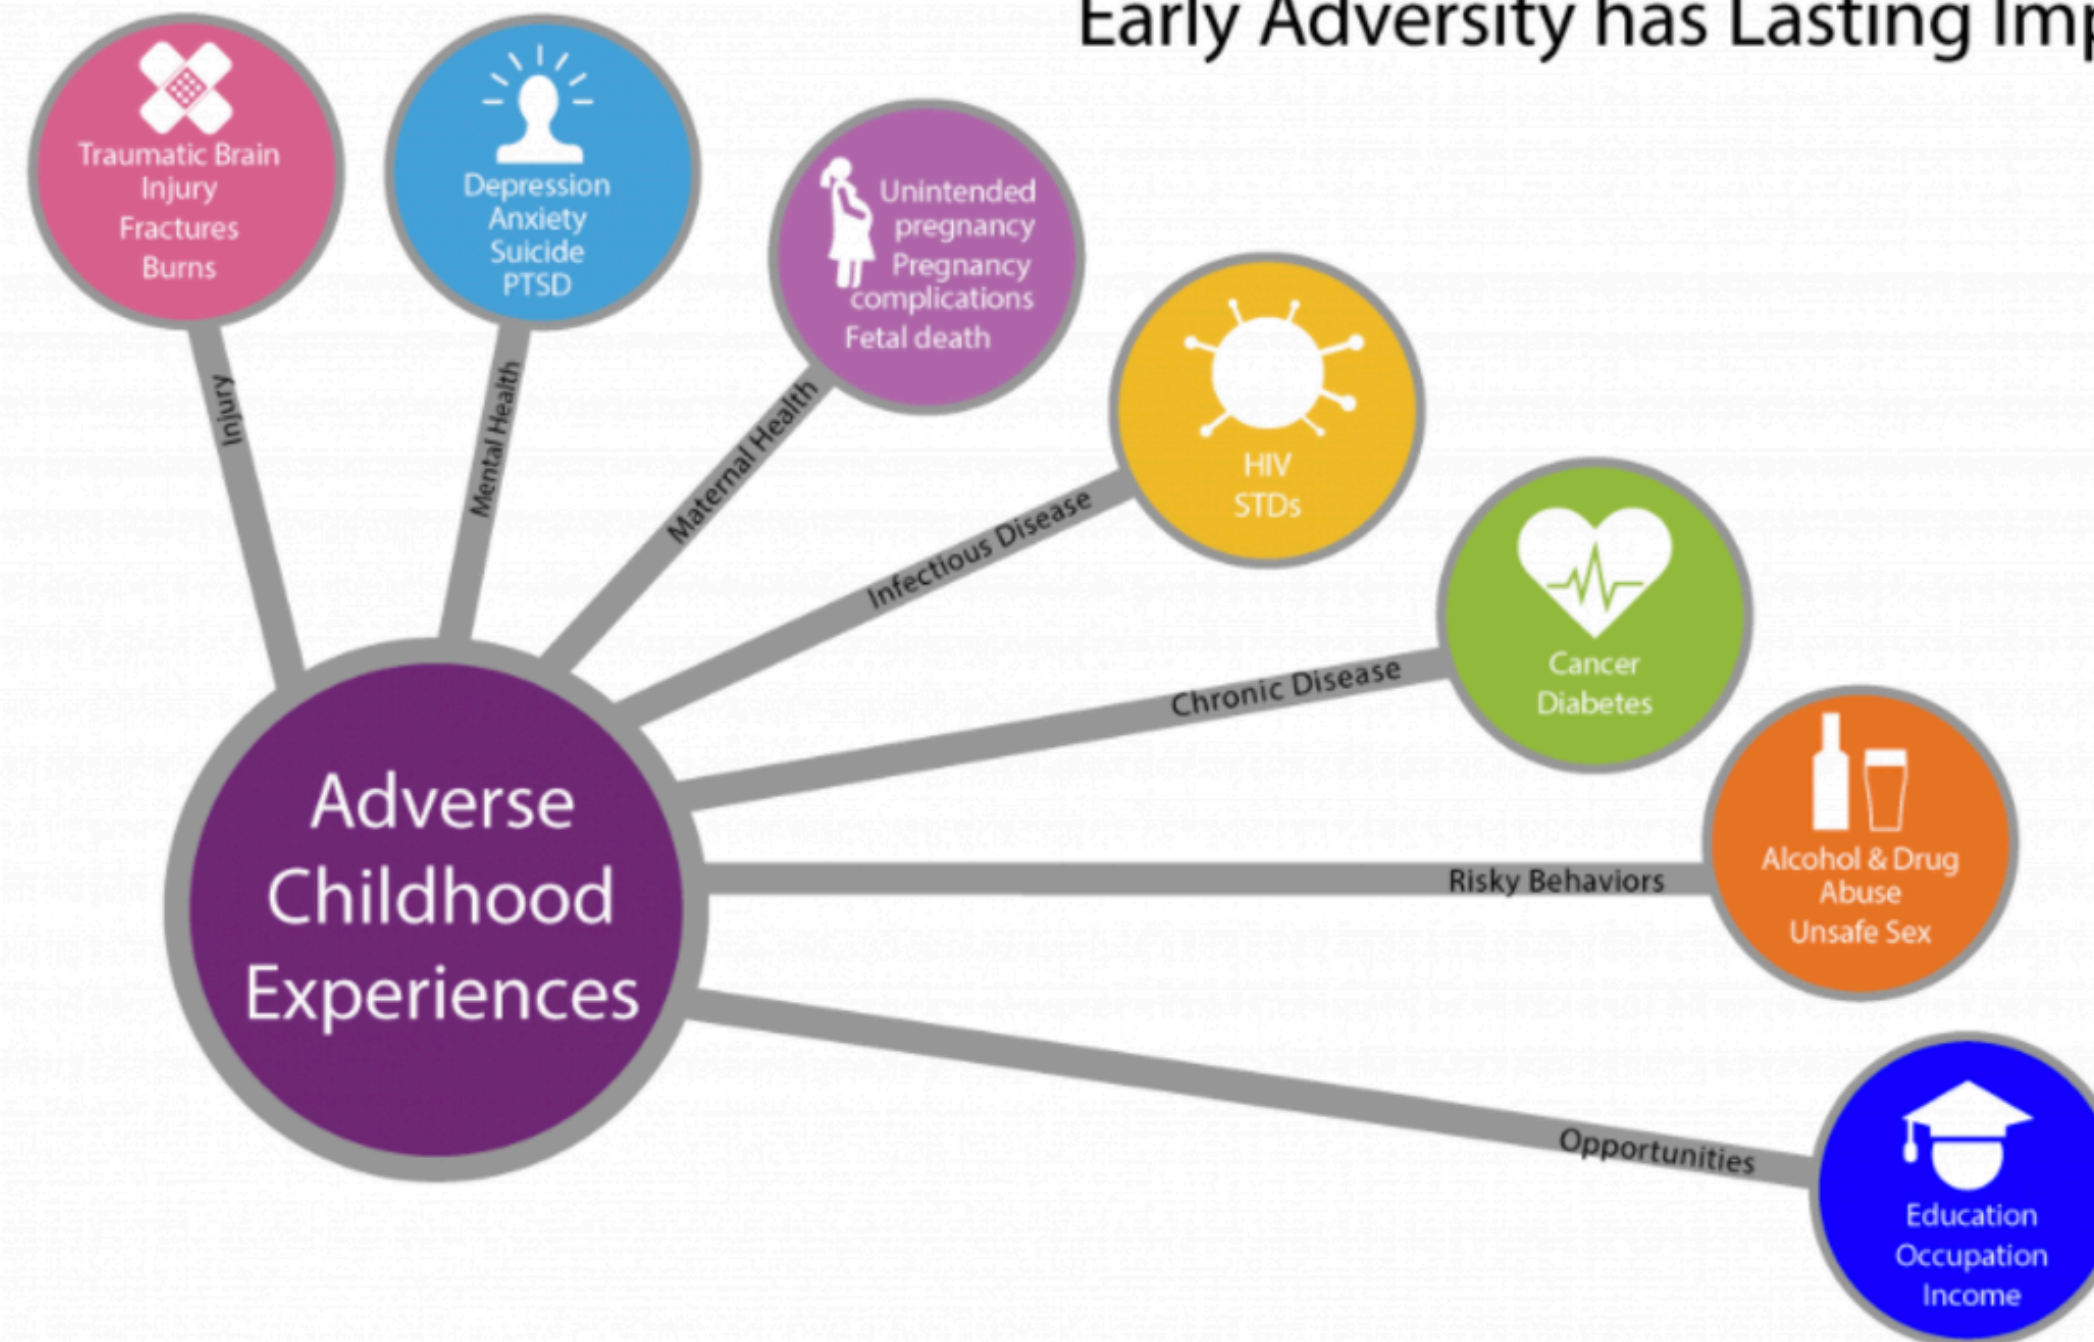 Early Adversity has Lasting Imp
Traumatic Brain
Injury
Fractures
Burns
Depression
Anxiety
Suicide
PTSD
Unintended
pregnancy
Pregnancy
complications
Fetal death
HIV
STDs
Cancer
Diabetes
Alcohol & Drug
Abuse
Unsafe Sex
Education
Occupation
Income
Injury
Mental Health
Maternal Health
Infectious Disease
Chronic Disease
Risky Behaviors
Opportunities
Adverse
Childhood
Experiences